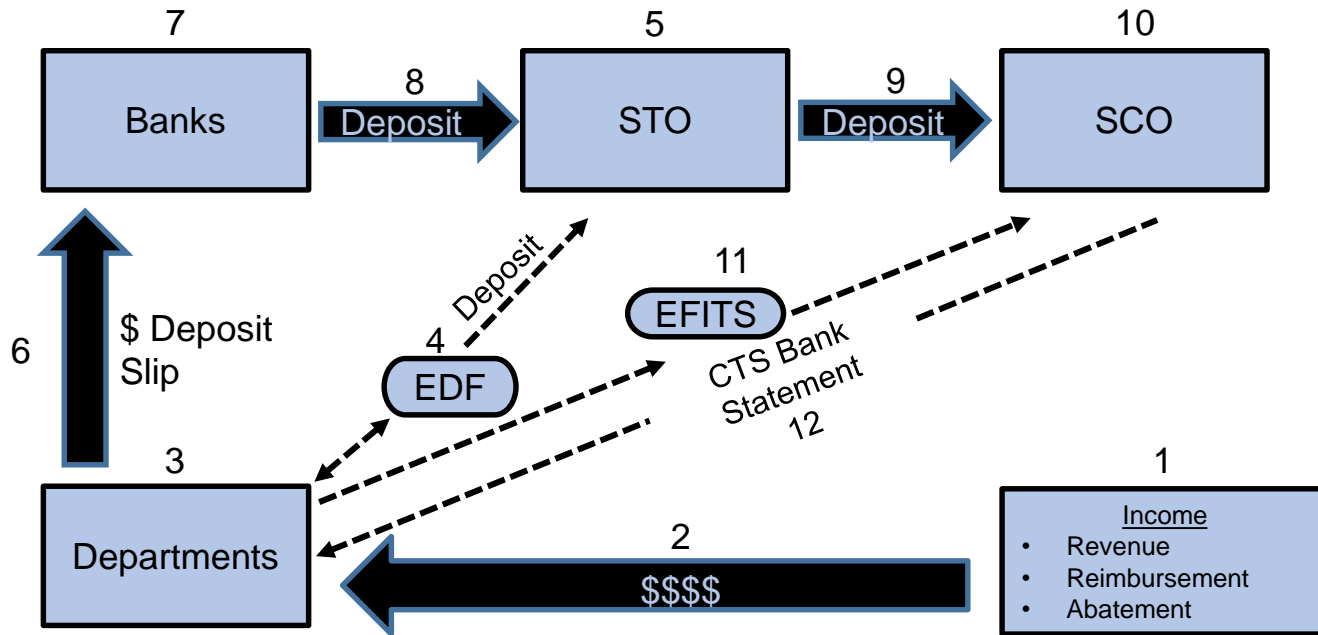 7
5
10
Banks
8
Deposit
STO
9
Deposit
SCO
6
$ Deposit
Slip
Deposit
4
EDF
11
EFITS
CTS Bank
Statement
12
3
Departments
2
$$$$
1
Income
• Revenue
• Reimbursement
• Abatement